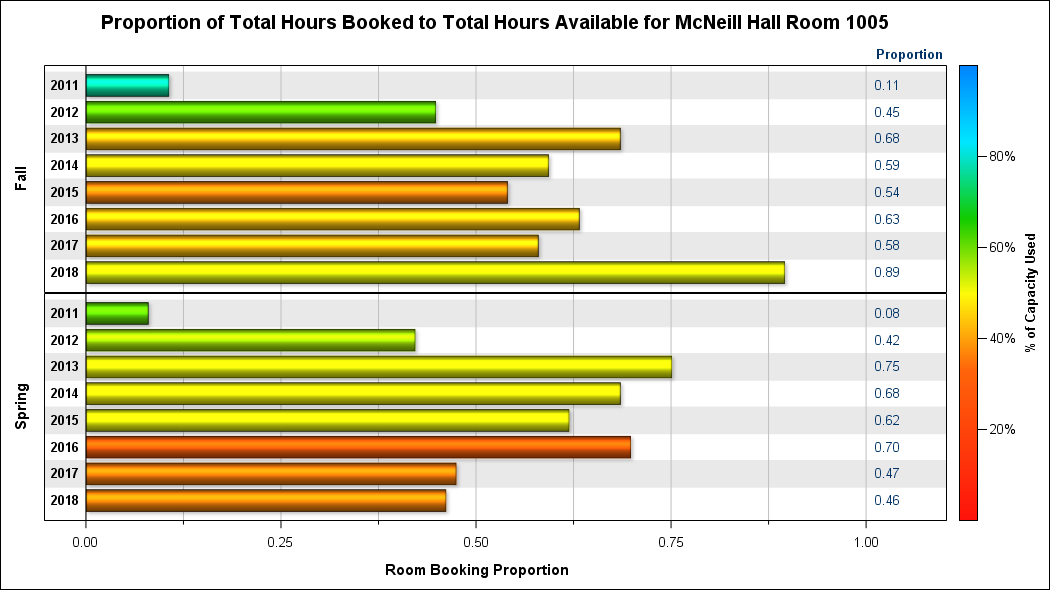 Proportion of Total Hours Booked to Total Hours Available for McNeill Hall Room 1005
Proportion
Fall
2011 0.11
2012 0.45
2013 0.68
2014 0.59
2015 0.54
2016 0.63
2017 0.58
2018 0.89
Spring
2011 0.08
2012 0.42
2013 0.75
2014 0.68
2015 0.62
2016 0.70
2017 0.47
2018 0.46
0.00 0.25 0.50 0.75 1.00
Room Booking Proportion
80%
60%
40%
20%
% of Capacity Used